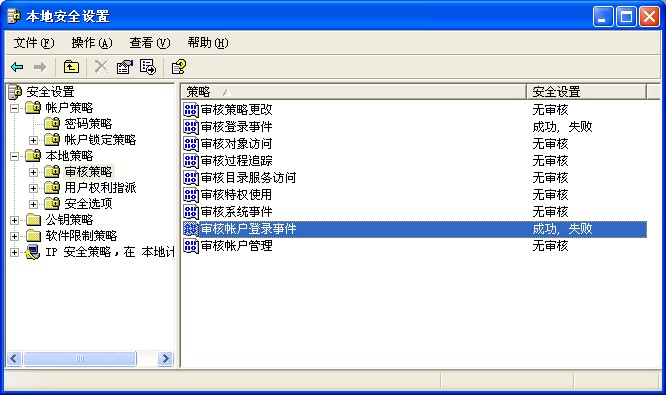 本地安全设置
文件(F) 操作(A) 查看(V) 帮助(H)
安全设置
帐户策略
密码策略
帐户锁定策略
本地策略
审核策略
用户权利指派
安全选项
公钥策略
软件限制策略
IP 安全策略，在 本地计
策略 安全设置
审核策略更改 无审核
审核登录事件 成功, 失败
审核对象访问 无审核
审核过程追踪 无审核
审核目录服务访问 无审核
审核特权使用 无审核
审核系统事件 无审核
审核帐户登录事件 成功, 失败
审核帐户管理 无审核